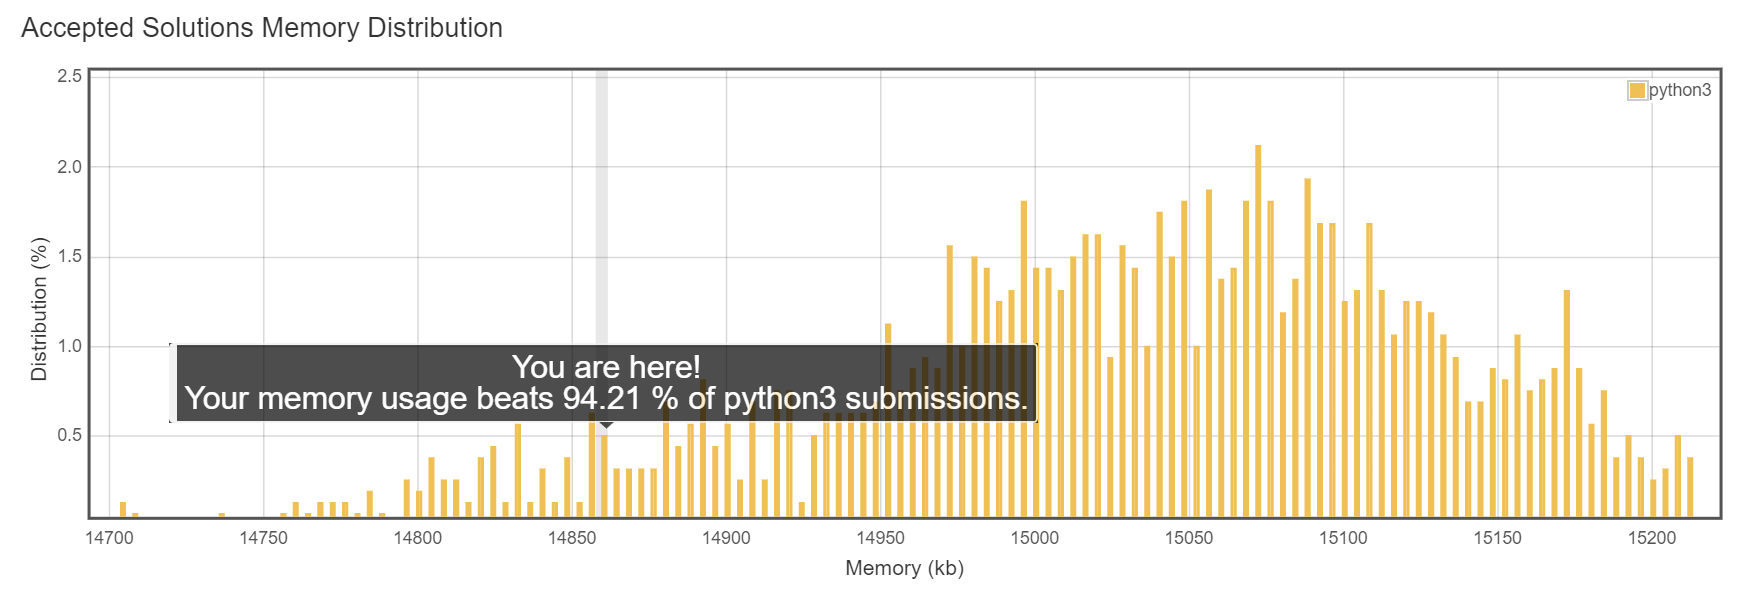 Accepted Solutions Memory Distribution
2.5
python3
2.0
1.5
Distribution (%)
1.0
You are here!
Your memory usage beats 94.21 % of python3 submissions.
0.5
14700 14750 14800 14850 14900 14950 15000 15050 15100 15150 15200
Memory (kb)